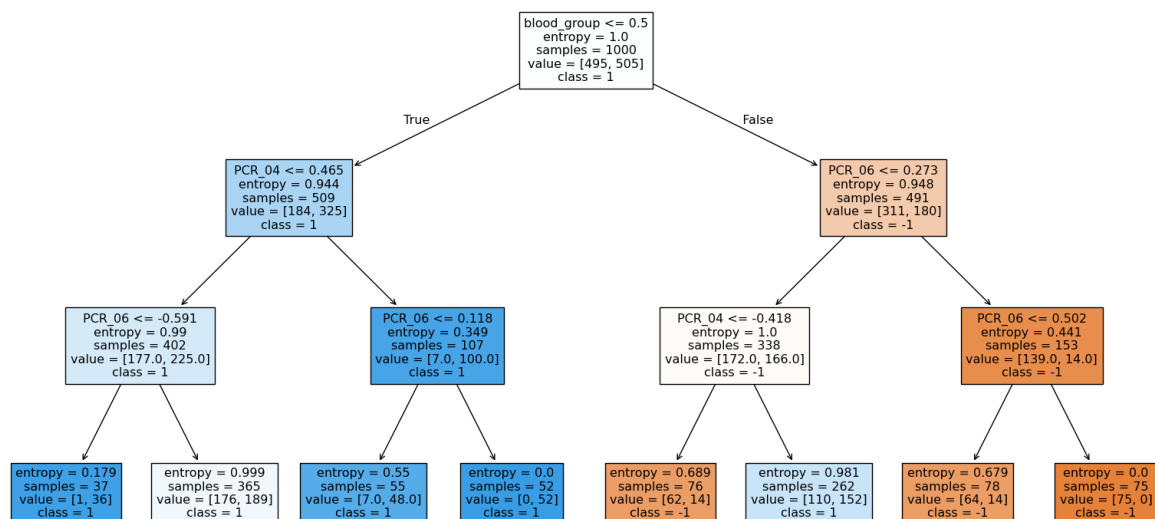 blood_group <= 0.5
entropy = 1.0
samples = 1000
value = [495, 505]
class = 1
True
False
PCR_04 <= 0.465
entropy = 0.944
samples = 509
value = [184, 325]
class = 1
PCR_06 <= 0.273
entropy = 0.948
samples = 491
value = [311, 180]
class = -1
PCR_06 <= -0.591
entropy = 0.99
samples = 402
value = [177.0, 225.0]
class = 1
PCR_06 <= 0.118
entropy = 0.349
samples = 107
value = [7.0, 100.0]
class = 1
PCR_04 <= -0.418
entropy = 1.0
samples = 338
value = [172.0, 166.0]
class = -1
PCR_06 <= 0.502
entropy = 0.441
samples = 153
value = [139.0, 14.0]
class = -1
entropy = 0.179
samples = 37
value = [1, 36]
class = 1
entropy = 0.999
samples = 365
value = [176, 189]
class = 1
entropy = 0.55
samples = 55
value = [7.0, 48.0]
class = 1
entropy = 0.0
samples = 52
value = [0, 52]
class = 1
entropy = 0.689
samples = 76
value = [62, 14]
class = -1
entropy = 0.981
samples = 262
value = [110, 152]
class = 1
entropy = 0.679
samples = 78
value = [64, 14]
class = -1
entropy = 0.0
samples = 75
value = [75, 0]
class = -1